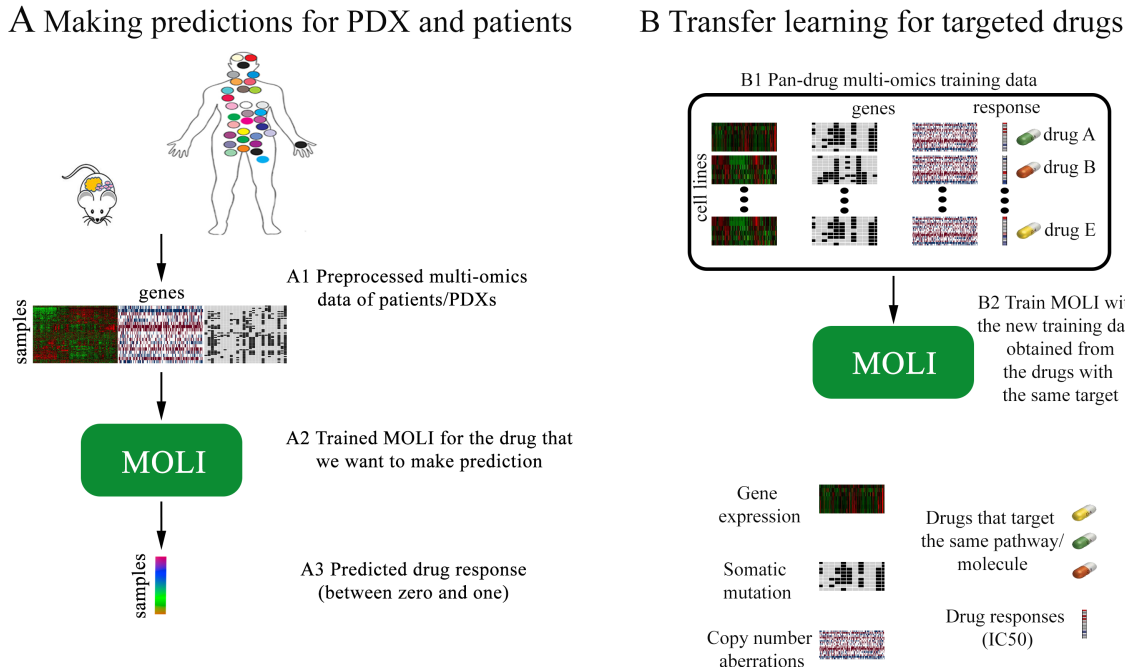 A Making predictions for PDX and patients
genes
samples
A1 Preprocessed multi-omics
data of patients/PDXs
MOLI
A2 Trained MOLI for the drug that
we want to make prediction
samples
A3 Predicted drug response
(between zero and one)
B Transfer learning for targeted drugs
B1 Pan-drug multi-omics training data
genes
response
cell lines
drug A
drug B
drug E
MOLI
B2 Train MOLI wi
the new training da
obtained from
the drugs with
the same target
Gene
expression
Somatic
mutation
Copy number
aberrations
Drugs that target
the same pathway/
molecule
Drug responses
(IC50)